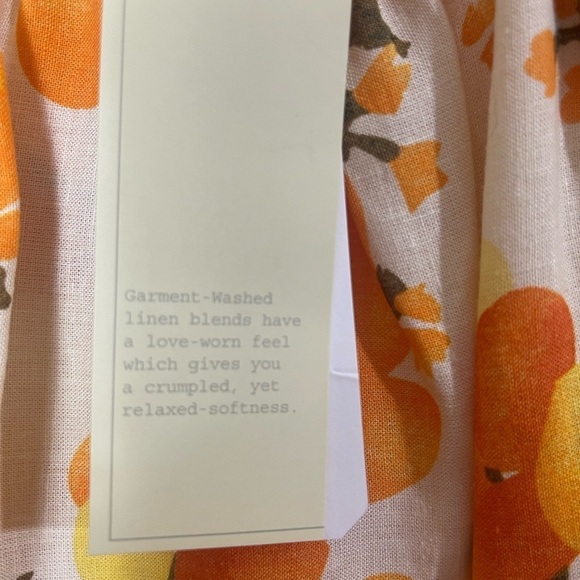 Garment-Washed
linen blends have
a love-worn feel
which gives you
a crumpled, yet
relaxed-softness.